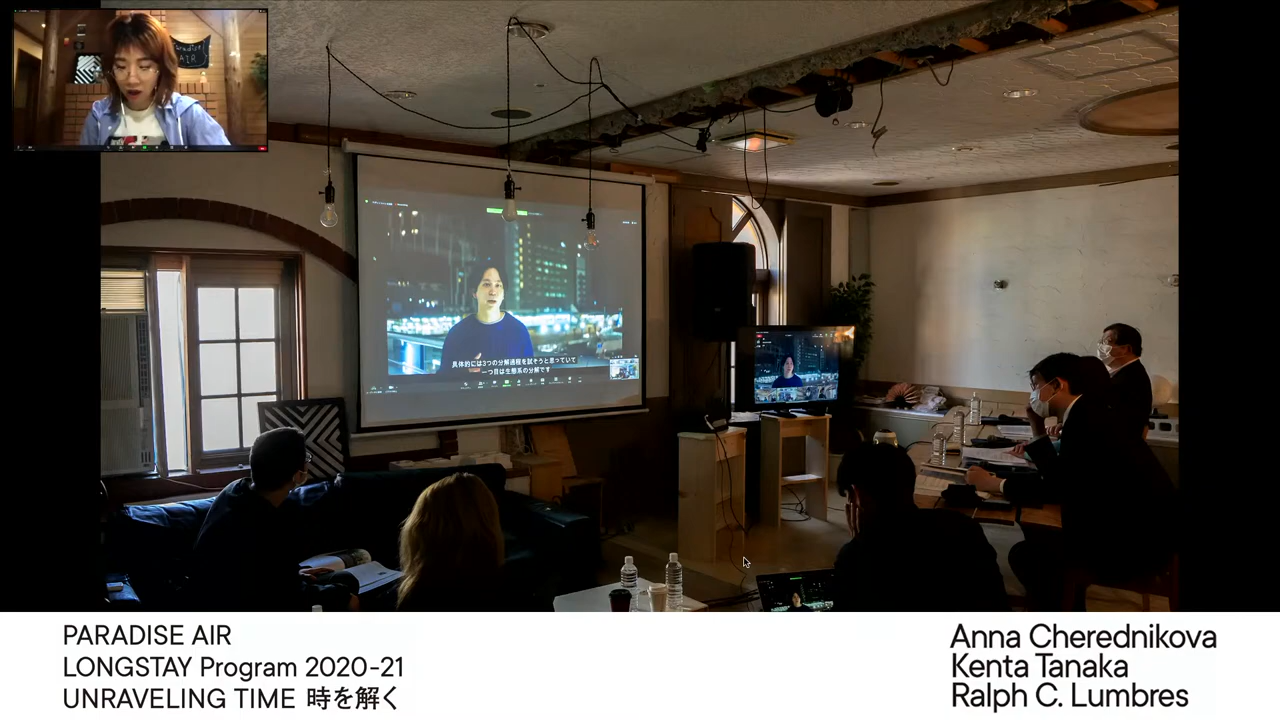 Paradise
AIR
具体的には3つの分解過程を試そうと思っていて
一つ目は生態系の分解です
PARADISE AIR
LONGSTAY Program 2020-21
UNRAVELING TIME 時を解く
Anna Cherednikova
Kenta Tanaka
Ralph C. Lumbres